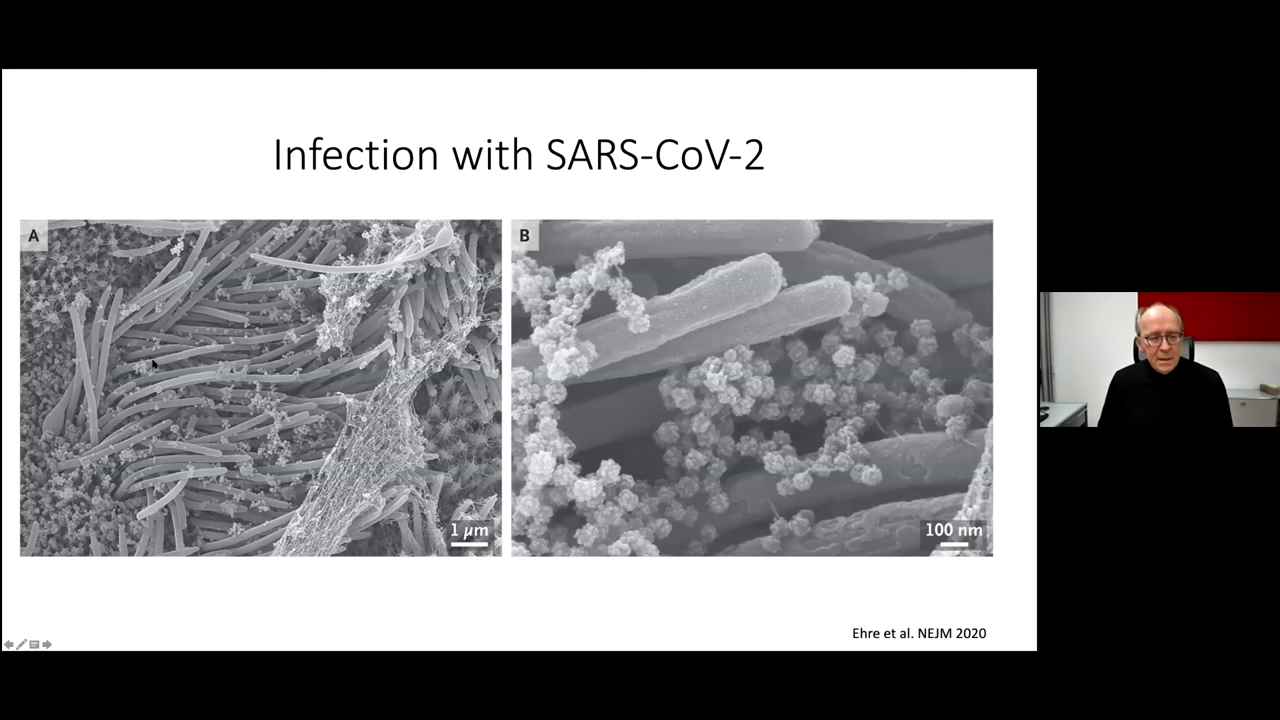 Infection with SARS-CoV-2
A
B
1 µm
100 nm
Ehre et al. NEJM 2020